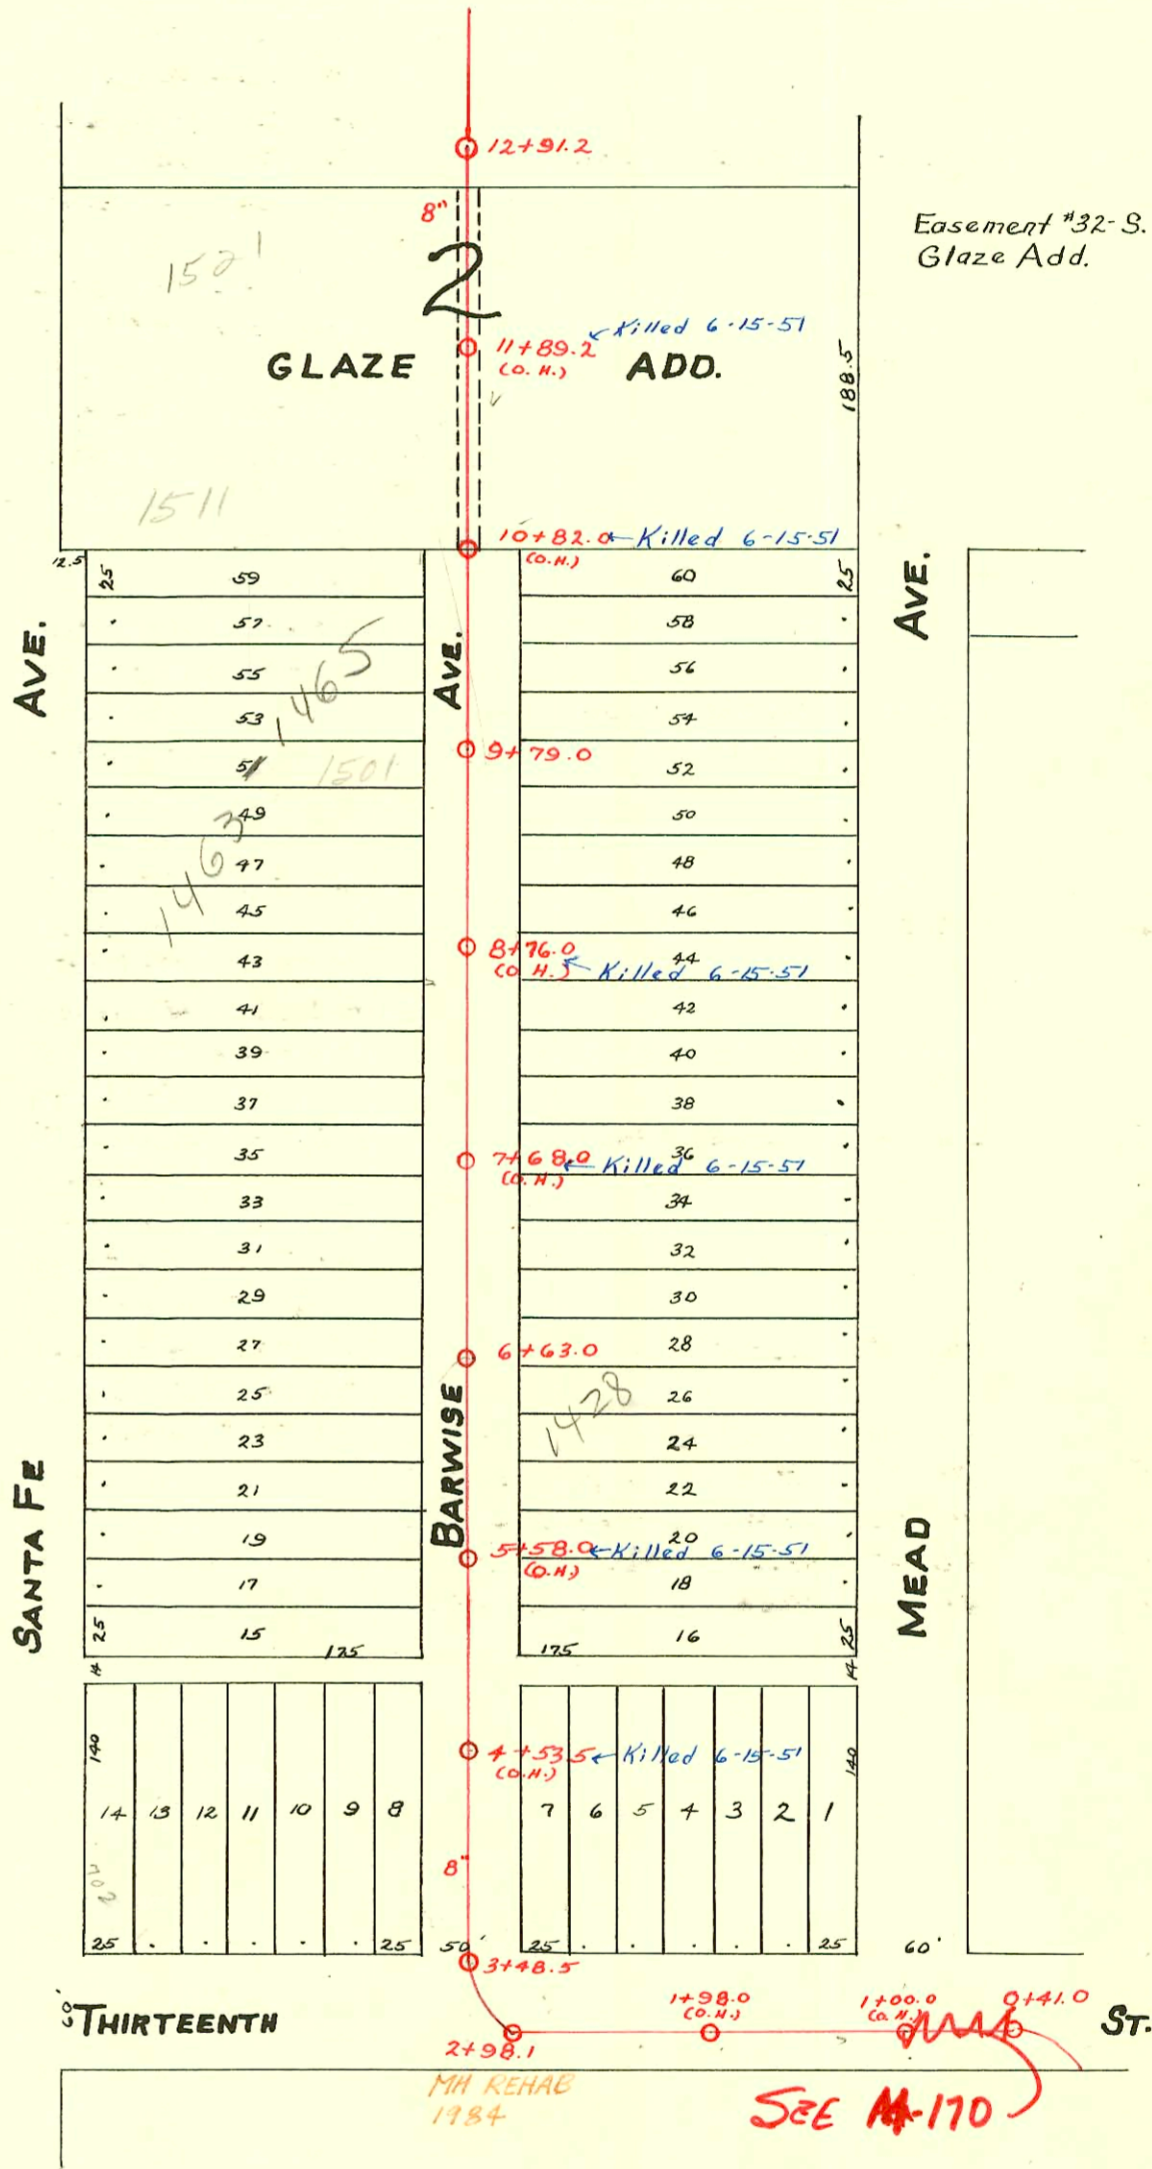 12+91.2
8"
2
Easement #32-S.
Glaze Add.
1521
11+89.2 Killed 6-15-51
(O.H.)
GLAZE ADD.
188.5
1511
10+82.0 Killed 6-15-51
(O.H.)
12.5
25 59 60 25
57 58
55 56
1465
53 54
51 1501 52
9+79.0
49 50
1463
47 48
45 46
43 44
8+76.0
(O.H.) Killed 6-15-51
41 42
39 40
37 38
35 36
7+68.0 Killed 6-15-51
(O.H.)
33 34
31 32
29 30
27 28
6+63.0
25 26
1428
23 24
21 22
19 20
5+58.0 Killed 6-15-51
(O.H.)
17 18
25 15 175 175 16 25
14 14
SANTA FE AVE.
BARWISE AVE.
MEAD AVE.
140 140
4+53.5 Killed 6-15-51
(O.H.)
14 13 12 11 10 9 8 7 6 5 4 3 2 1
8"
25 25 50' 25 25 60'
3+48.5
60' THIRTEENTH ST.
1+98.0
(O.H.)
1+00.0
(O.H.)
0+41.0
2+98.1
MH REHAB
1984
SEE M-170